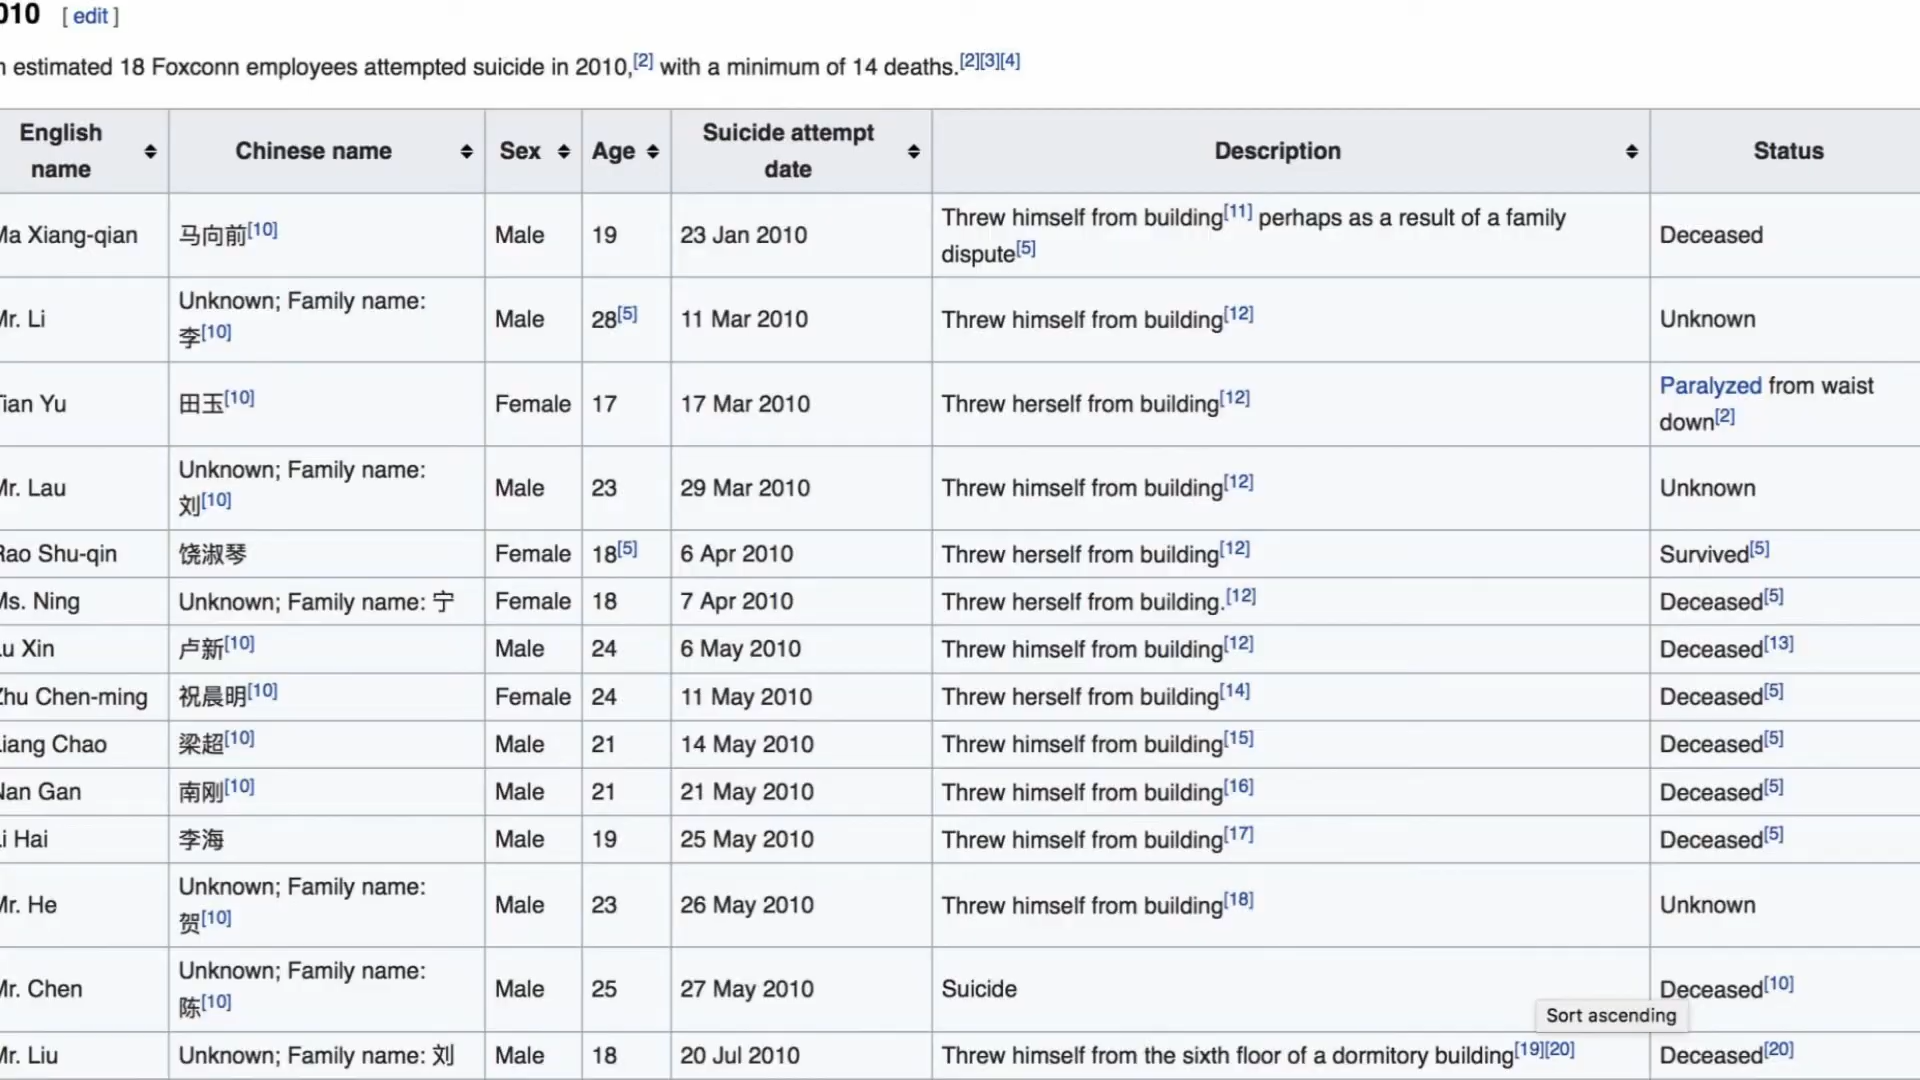 010 [ edit ]
n estimated 18 Foxconn employees attempted suicide in 2010,[2] with a minimum of 14 deaths.[2][3][4]
English name Chinese name Sex Age Suicide attempt date Description Status
Ma Xiang-qian 马向前[10] Male 19 23 Jan 2010 Threw himself from building[11] perhaps as a result of a family dispute[5] Deceased
Mr. Li Unknown; Family name: 李[10] Male 28[5] 11 Mar 2010 Threw himself from building[12] Unknown
Tian Yu 田玉[10] Female 17 17 Mar 2010 Threw herself from building[12] Paralyzed from waist down[2]
Mr. Lau Unknown; Family name: 刘[10] Male 23 29 Mar 2010 Threw himself from building[12] Unknown
Rao Shu-qin 饶淑琴 Female 18[5] 6 Apr 2010 Threw herself from building[12] Survived[5]
Ms. Ning Unknown; Family name: 宁 Female 18 7 Apr 2010 Threw herself from building.[12] Deceased[5]
Lu Xin 卢新[10] Male 24 6 May 2010 Threw himself from building[12] Deceased[13]
Zhu Chen-ming 祝晨明[10] Female 24 11 May 2010 Threw herself from building[14] Deceased[5]
Liang Chao 梁超[10] Male 21 14 May 2010 Threw himself from building[15] Deceased[5]
Nan Gan 南刚[10] Male 21 21 May 2010 Threw himself from building[16] Deceased[5]
Li Hai 李海 Male 19 25 May 2010 Threw himself from building[17] Deceased[5]
Mr. He Unknown; Family name: 贺[10] Male 23 26 May 2010 Threw himself from building[18] Unknown
Mr. Chen Unknown; Family name: 陈[10] Male 25 27 May 2010 Suicide Deceased[10]
Sort ascending
Mr. Liu Unknown; Family name: 刘 Male 18 20 Jul 2010 Threw himself from the sixth floor of a dormitory building[19][20] Deceased[20]